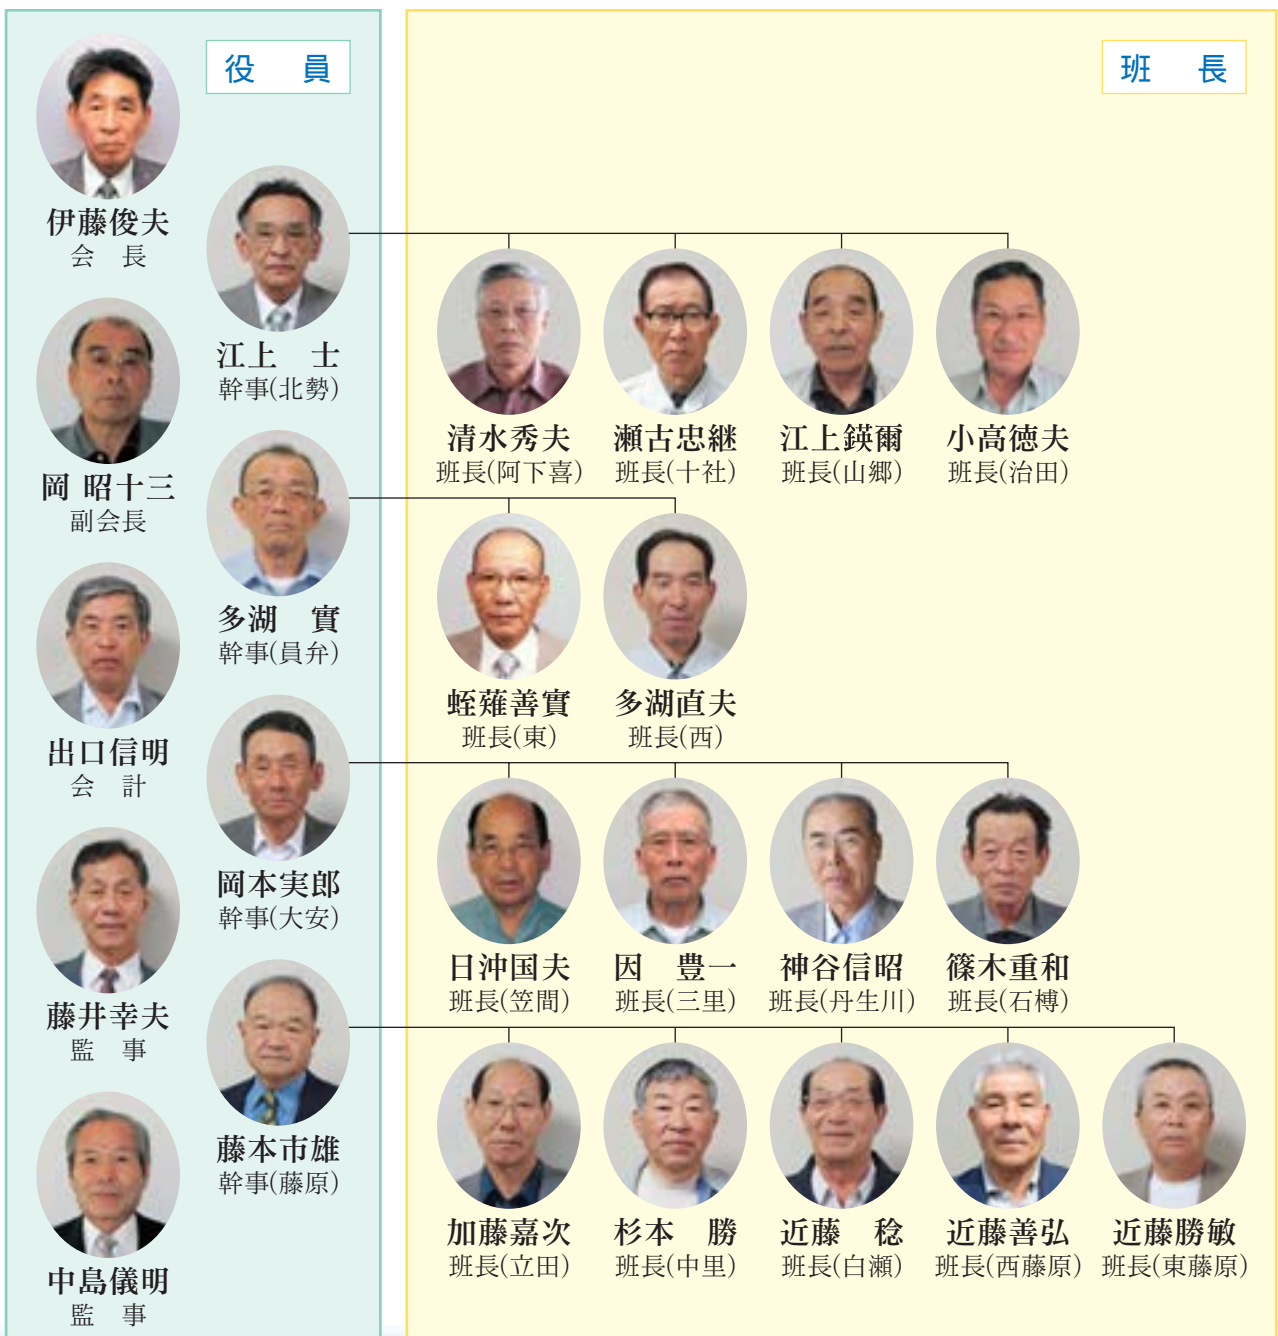 役　員
伊藤俊夫
会　長
江上　士
幹事(北勢)
岡 昭十三
副会長
多湖　實
幹事(員弁)
出口信明
会　計
岡本実郎
幹事(大安)
藤井幸夫
監　事
藤本市雄
幹事(藤原)
中島儀明
監　事
班　長
清水秀夫
班長(阿下喜)
瀬古忠継
班長(十社)
江上鍈爾
班長(山郷)
小高徳夫
班長(治田)
蛭薙善實
班長(東)
多湖直夫
班長(西)
日沖国夫
班長(笠間)
因　豊一
班長(三里)
神谷信昭
班長(丹生川)
篠木重和
班長(石榑)
加藤嘉次
班長(立田)
杉本　勝
班長(中里)
近藤　稔
班長(白瀬)
近藤善弘
班長(西藤原)
近藤勝敏
班長(東藤原)